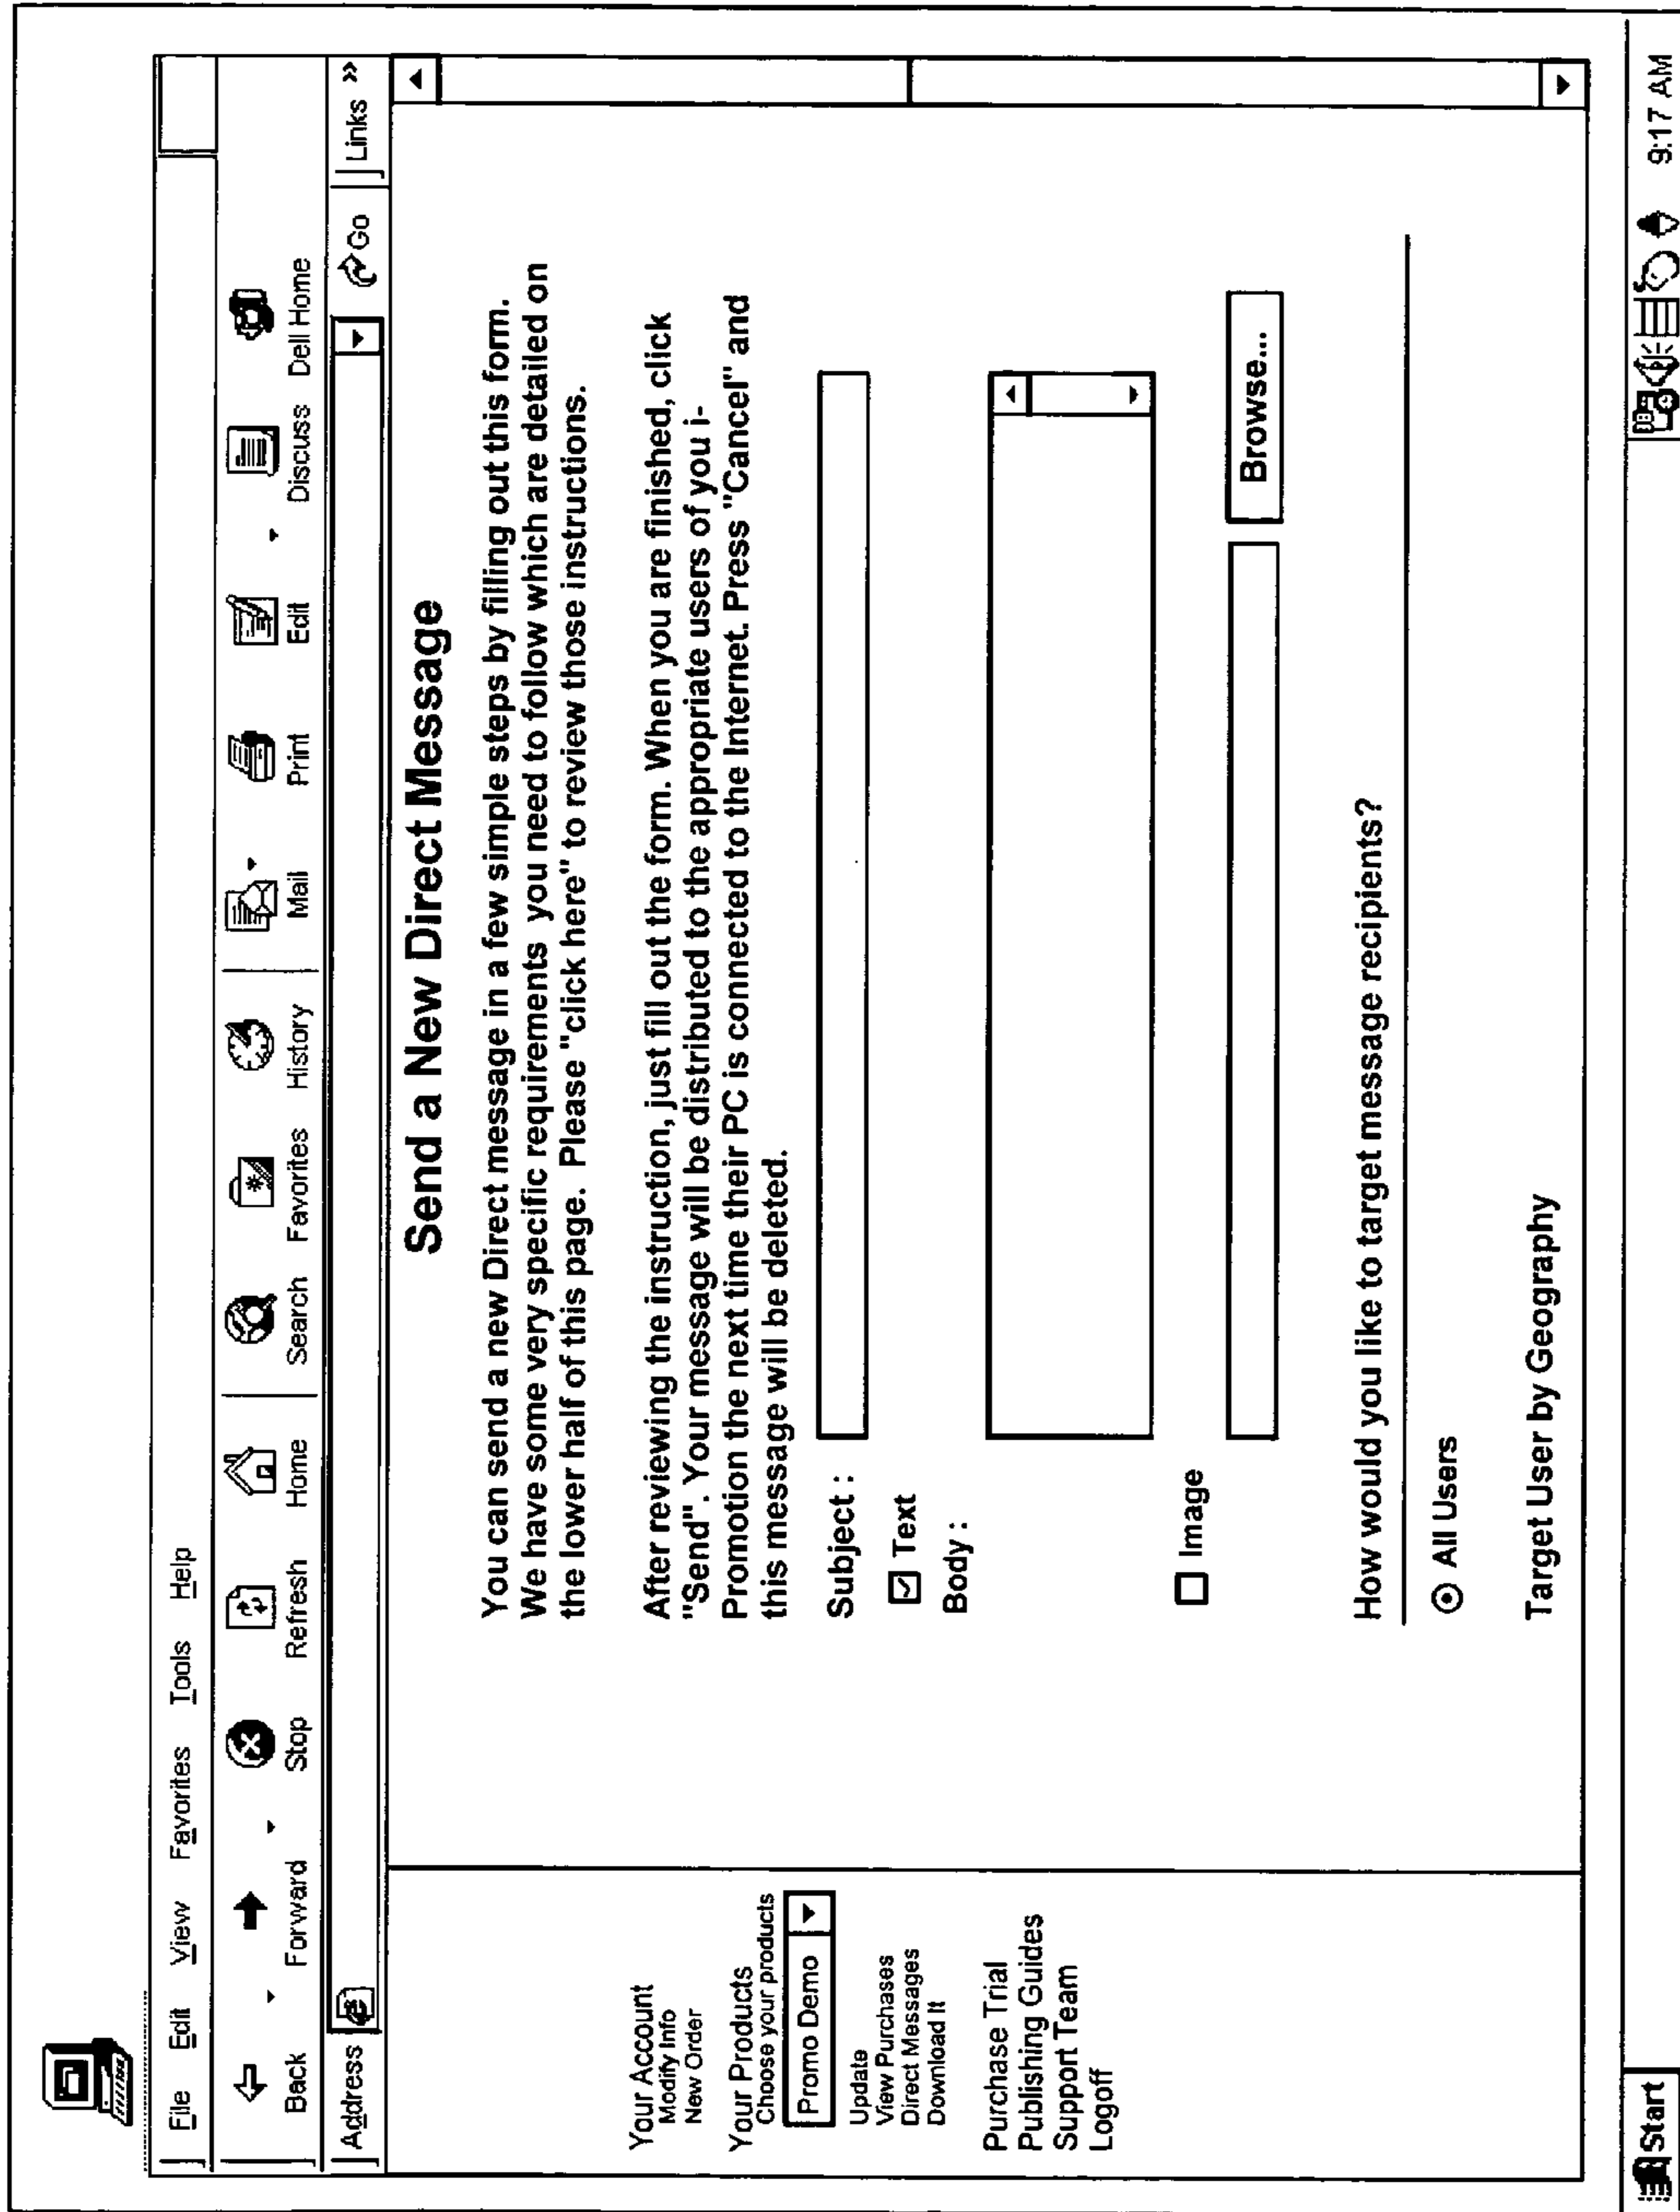 File Edit View Favorites Tools Help
Back Forward Stop Refresh Home Search Favorites History Mail Print Edit Discuss Dell Home
Address Go Links »
Your Account
Modify Info
New Order
Your Products
Choose your products
Promo Demo
Update
View Purchases
Direct Messages
Download It
Purchase Trial
Publishing Guides
Support Team
Logoff
Send a New Direct Message
You can send a new Direct message in a few simple steps by filling out this form.
We have some very specific requirements you need to follow which are detailed on
the lower half of this page. Please "click here" to review those instructions.
After reviewing the instruction, just fill out the form. When you are finished, click
"Send". Your message will be distributed to the appropriate users of you i-
Promotion the next time their PC is connected to the Internet. Press "Cancel" and
this message will be deleted.
Subject :
Text
Body :
Image
Browse...
How would you like to target message recipients?
All Users
Target User by Geography
Start 9:17 AM